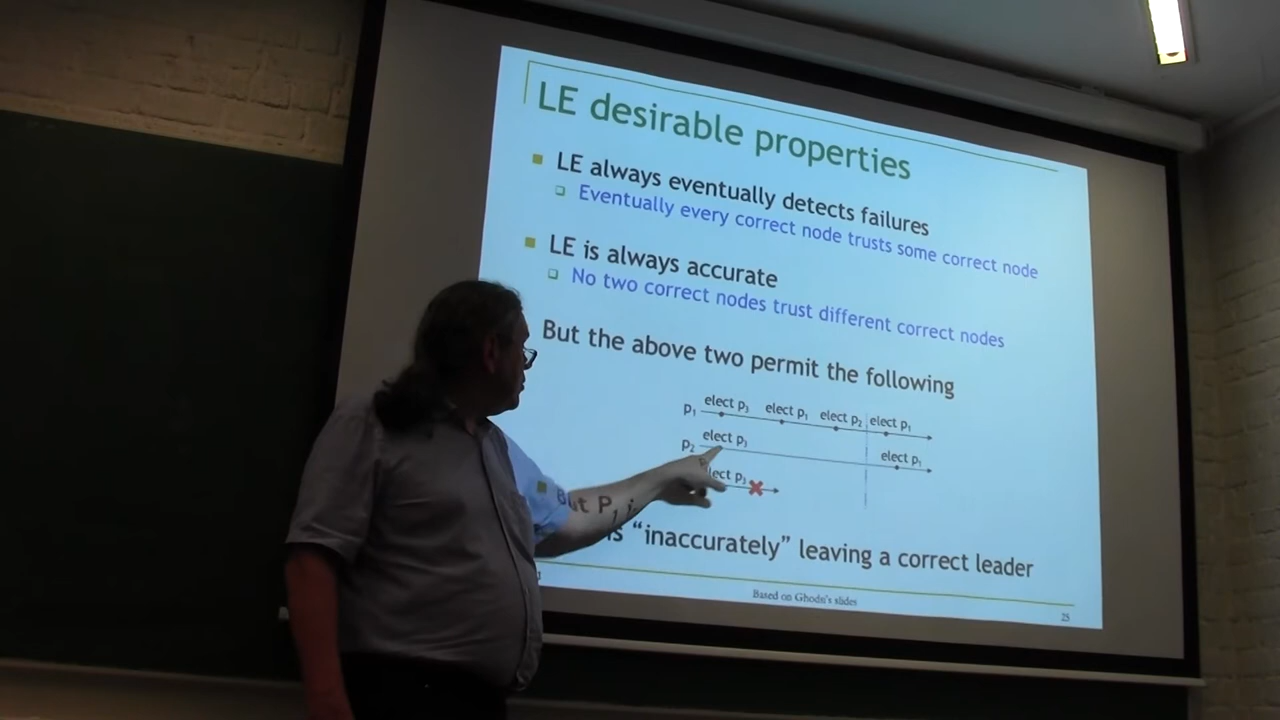 LE desirable properties
LE always eventually detects failures
Eventually every correct node trusts some correct node
LE is always accurate
No two correct nodes trust different correct nodes
But the above two permit the following
p₁ elect p₃ elect p₁ elect p₂ elect p₁
p₂ elect p₃ elect p₁
elect p₃
But P₁ is "inaccurately" leaving a correct leader
Based on Ghodsi's slides
25